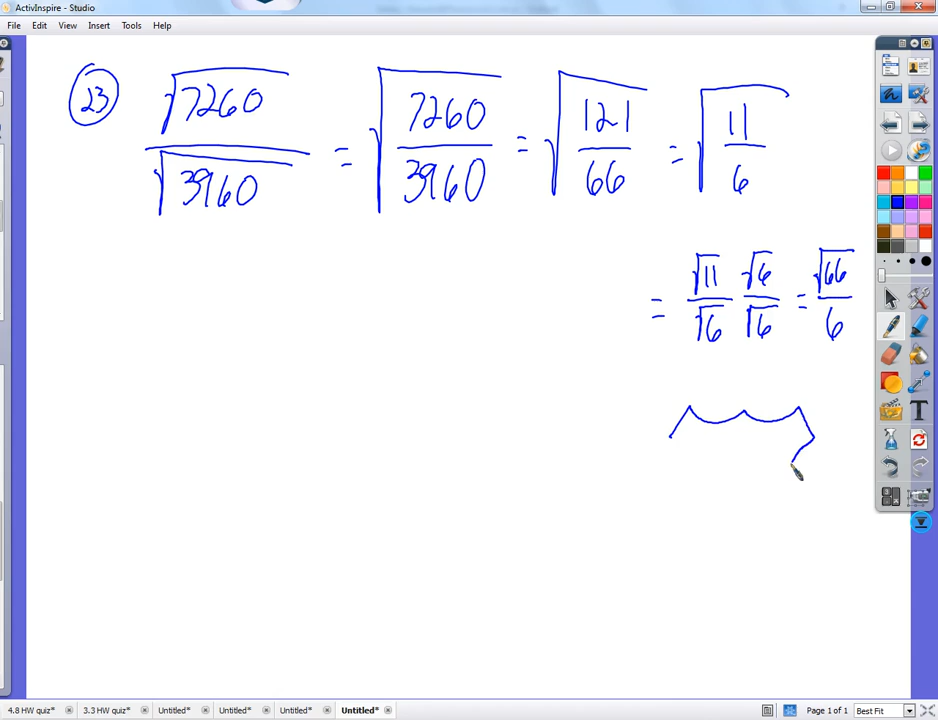 ActivInspire - Studio
File Edit View Insert Tools Help
23 √7260 / √3960 = √(7260 / 3960) = √(121 / 66) = √(11 / 6)
= √11 / √6 √6 / √6 = √66 / 6
T
4.8 HW quiz* 3.3 HW quiz* Untitled* Untitled* Untitled* Untitled* Page 1 of 1 Best Fit